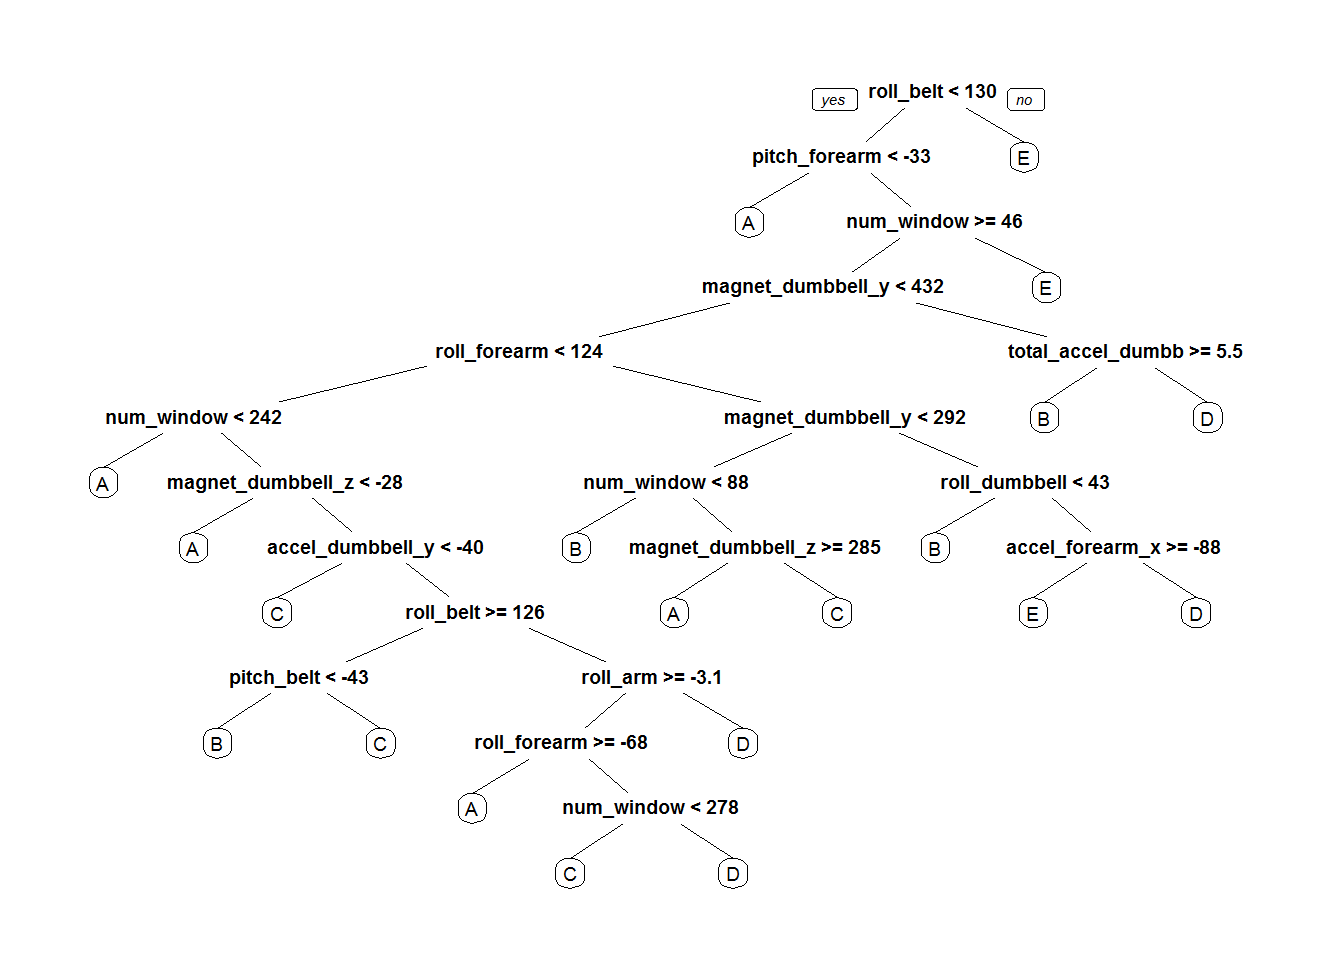 yes roll_belt < 130 no
pitch_forearm < -33 E
A num_window >= 46
magnet_dumbbell_y < 432 E
roll_forearm < 124 total_accel_dumbb >= 5.5
num_window < 242 magnet_dumbbell_y < 292 B D
A magnet_dumbbell_z < -28 num_window < 88 roll_dumbbell < 43
A accel_dumbbell_y < -40 B magnet_dumbbell_z >= 285 B accel_forearm_x >= -88
C roll_belt >= 126 A C E D
pitch_belt < -43 roll_arm >= -3.1
B C roll_forearm >= -68 D
A num_window < 278
C D